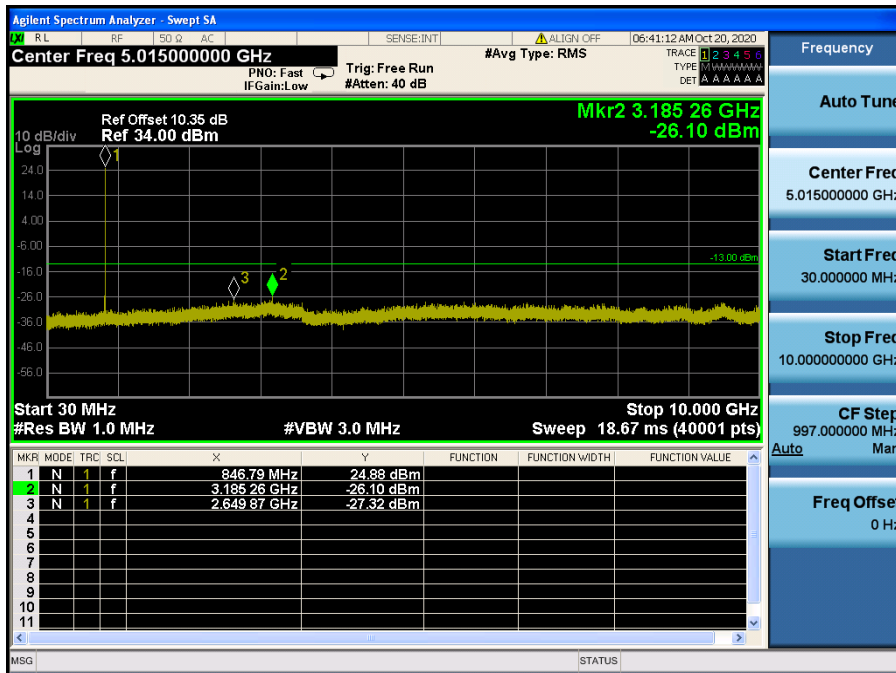 Agilent Spectrum Analyzer - Swept SA
LXI RL RF 50 Ω AC SENSE:INT ALIGN OFF 06:41:12 AM Oct 20, 2020
Center Freq 5.015000000 GHz
PNO: Fast
IFGain:Low
Trig: Free Run
#Atten: 40 dB
#Avg Type: RMS
TRACE 1 2 3 4 5 6
TYPE M W W W W W
DET A A A A A A
Ref Offset 10.35 dB
10 dB/div Ref 34.00 dBm
Log
Mkr2 3.185 26 GHz
-26.10 dBm
1
24.0
14.0
4.00
-6.00
-13.00 dBm
-16.0
3 2
-26.0
-36.0
-46.0
-56.0
Start 30 MHz Stop 10.000 GHz
#Res BW 1.0 MHz #VBW 3.0 MHz Sweep 18.67 ms (40001 pts)
MKR MODE TRC SCL X Y FUNCTION FUNCTION WIDTH FUNCTION VALUE
1 N 1 f 846.79 MHz 24.88 dBm
2 N 1 f 3.185 26 GHz -26.10 dBm
3 N 1 f 2.649 87 GHz -27.32 dBm
4
5
6
7
8
9
10
11
MSG STATUS
Frequency
Auto Tune
Center Freq
5.015000000 GHz
Start Freq
30.000000 MHz
Stop Freq
10.000000000 GHz
CF Step
997.000000 MHz
Auto Man
Freq Offset
0 Hz